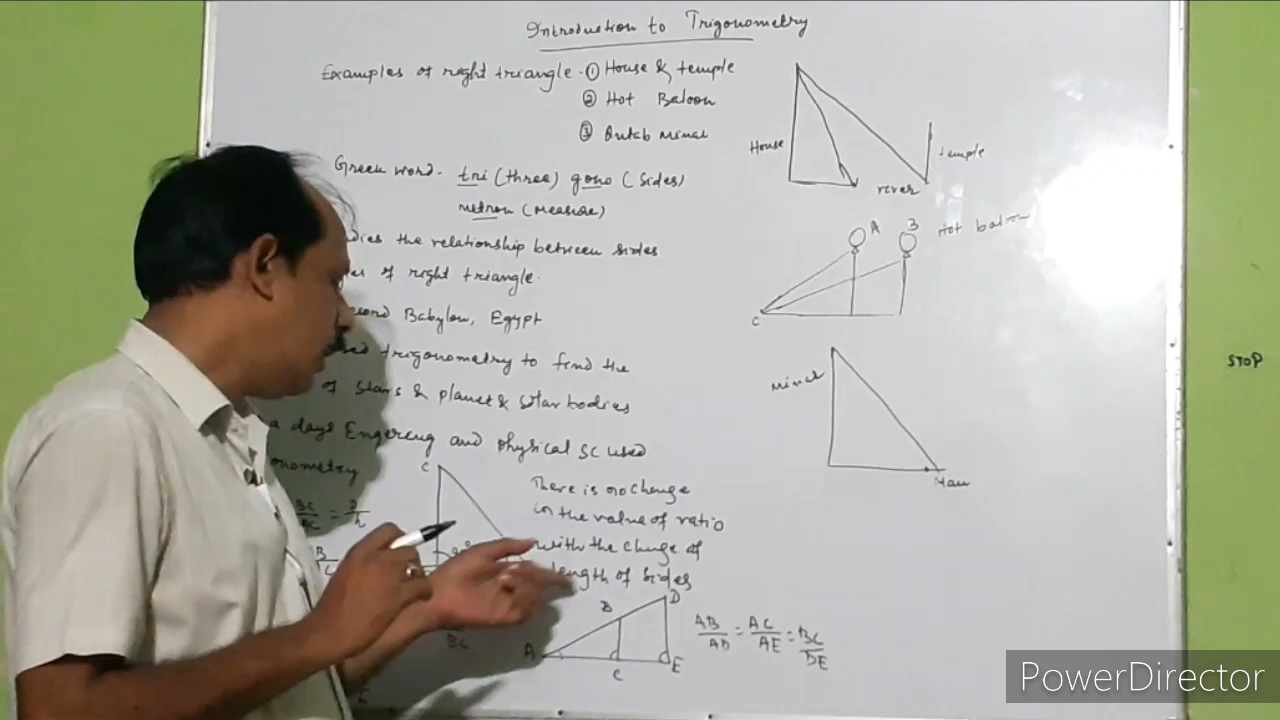 Introduction to Trigonometry
Examples of right triangle. ① House & temple
② Hot Baloon
③ Qutab Minar
Greek word. tri (three) gono (sides)
metron (measure)
dies the relationship between sides
of right triangle.
Babylon, Egypt
trigonometry to find the
of stars & planet &
a days and physical sc used
onometry
BC
There is no change
in the value of ratio
with the change of
length of sides
AB/AD = AC/AE = BC/DE
BC
A
B
C
D
E
C
House
temple
river
A
B
Hot baloon
C
Minar
Man
STOP
PowerDirector